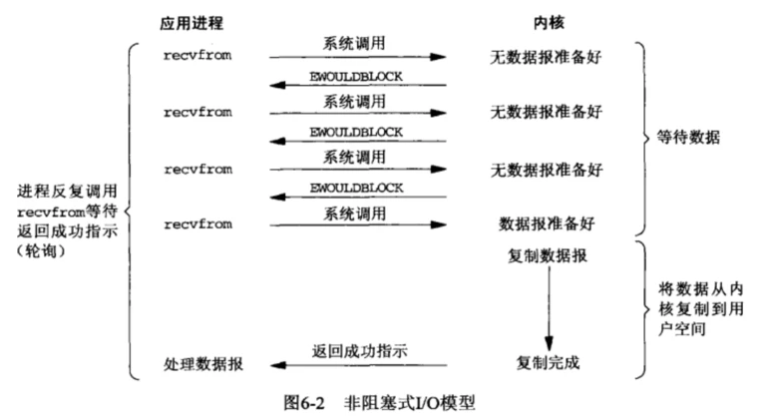 应用进程
内核
recvfrom
系统调用
无数据报准备好
EWOULDBLOCK
recvfrom
系统调用
无数据报准备好
EWOULDBLOCK
recvfrom
系统调用
无数据报准备好
EWOULDBLOCK
recvfrom
系统调用
数据报准备好
等待数据
进程反复调用
recvfrom等待
返回成功指示
（轮询）
复制数据报
将数据从内
核复制到用
户空间
处理数据报
返回成功指示
复制完成
图6-2 非阻塞式I/O模型